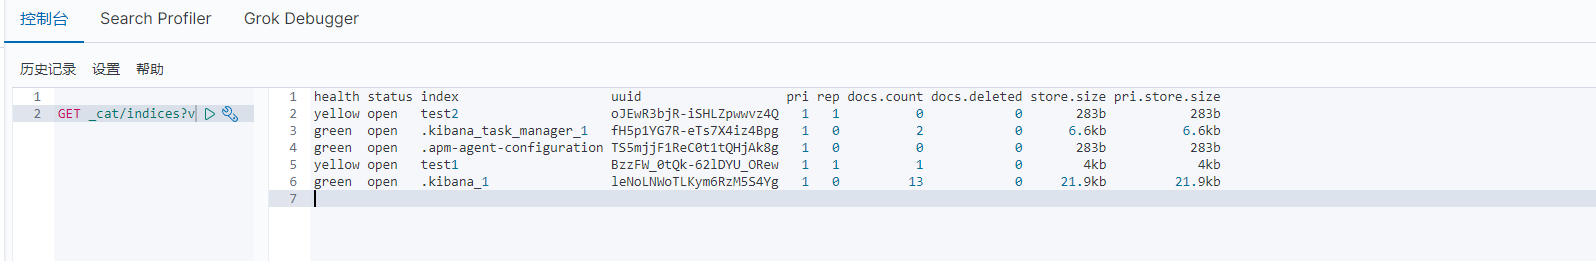 控制台 Search Profiler Grok Debugger
历史记录 设置 帮助
1
2 GET _cat/indices?v
1 health status index uuid pri rep docs.count docs.deleted store.size pri.store.size
2 yellow open test2 oJEwR3bjR-iSHLZpwwvz4Q 1 1 0 0 283b 283b
3 green open .kibana_task_manager_1 fH5p1YG7R-eTs7X4iz4Bpg 1 0 2 0 6.6kb 6.6kb
4 green open .apm-agent-configuration TS5mjjF1ReC0t1tQHjAk8g 1 0 0 0 283b 283b
5 yellow open test1 BzzFW_0tQk-62lDYU_ORew 1 1 1 0 4kb 4kb
6 green open .kibana_1 leNoLNWoTLKym6RzM5S4Yg 1 0 13 0 21.9kb 21.9kb
7